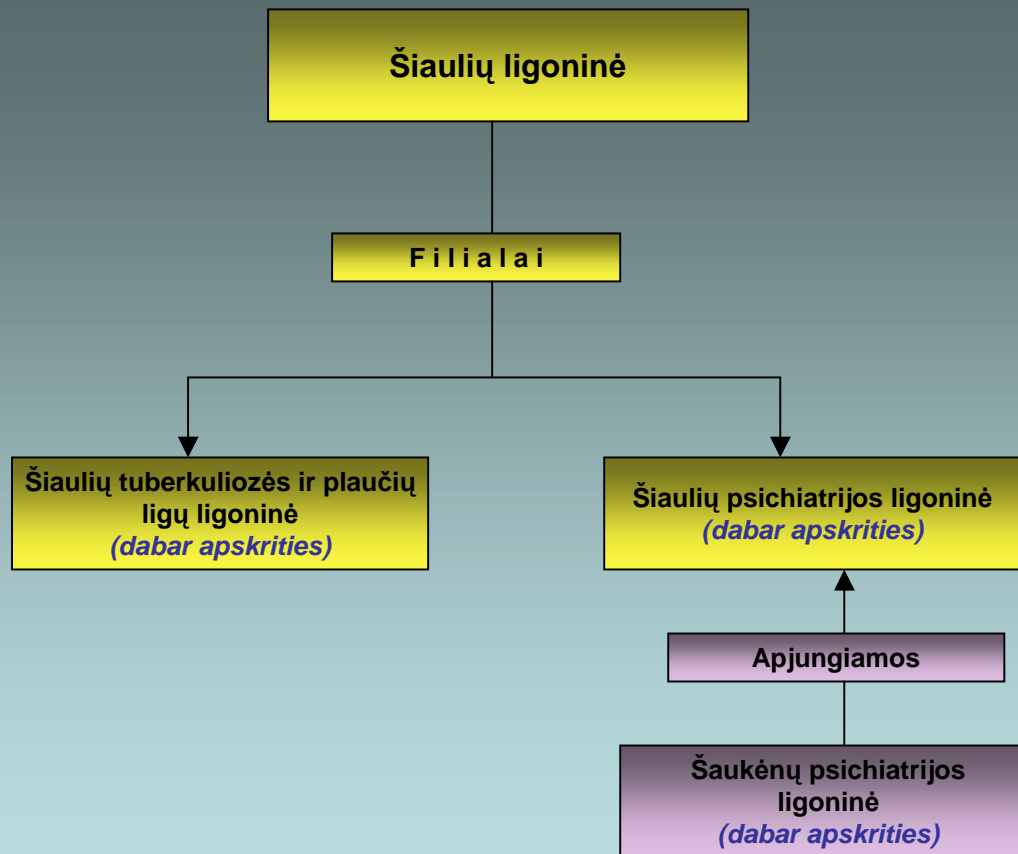 Šiaulių ligoninė
F i l i a l a i
Šiaulių tuberkuliozės ir plaučių
ligų ligoninė
(dabar apskrities)
Šiaulių psichiatrijos ligoninė
(dabar apskrities)
Apjungiamos
Šaukėnų psichiatrijos
ligoninė
(dabar apskrities)